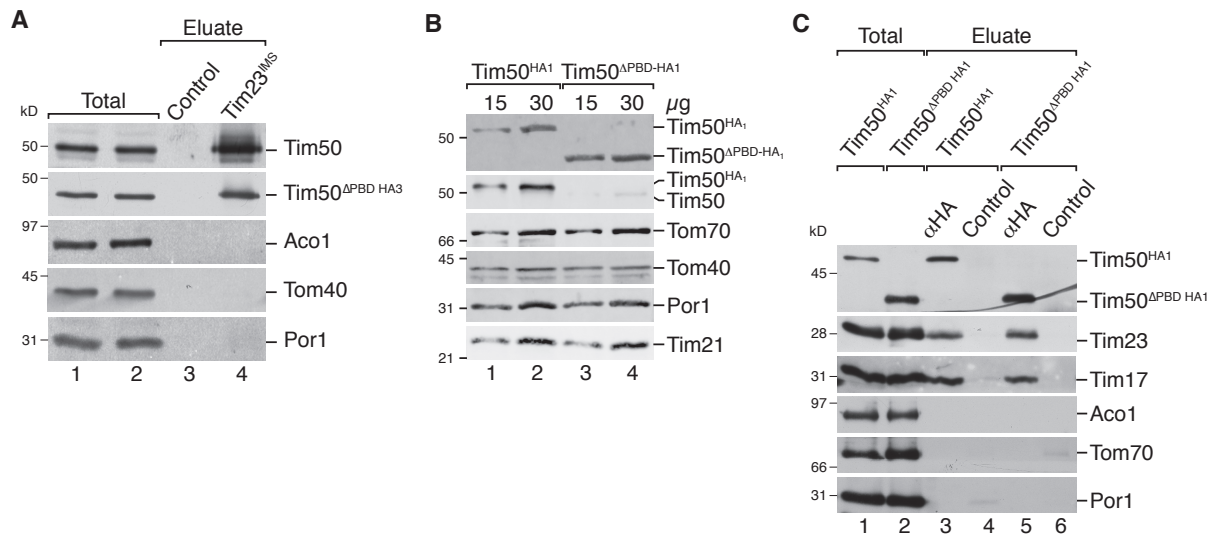 A
Eluate
Total
Control
Tim23IMS
kD
50
Tim50
50
Tim50ΔPBD HA3
97
Aco1
45
Tom40
31
Por1
1 2 3 4
B
Tim50HA1 Tim50ΔPBD-HA1
15 30 15 30 µg
Tim50HA1
50
Tim50ΔPBD-HA1
Tim50HA1
50
Tim50
Tom70
66
Tom40
45
Por1
31
Tim21
21
1 2 3 4
C
Total Eluate
Tim50HA1
Tim50ΔPBD HA1
Tim50HA1
Tim50ΔPBD HA1
αHA
Control
αHA
Control
kD
Tim50HA1
45
Tim50ΔPBD HA1
28
Tim23
31
Tim17
97
Aco1
Tom70
66
31
Por1
1 2 3 4 5 6